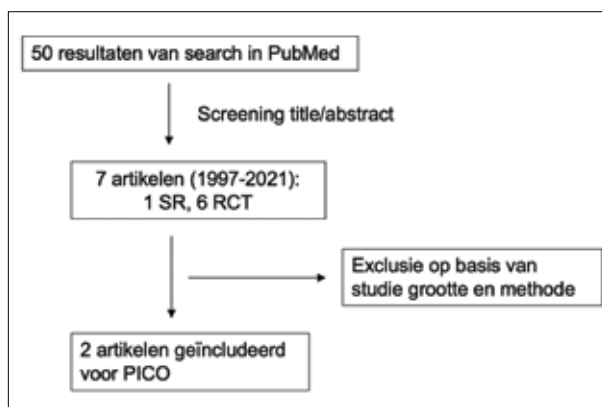 50 resultaten van search in PubMed
Screening title/abstract
7 artikelen (1997-2021):
1 SR, 6 RCT
Exclusie op basis van
studie grootte en methode
2 artikelen geïncludeerd
voor PICO